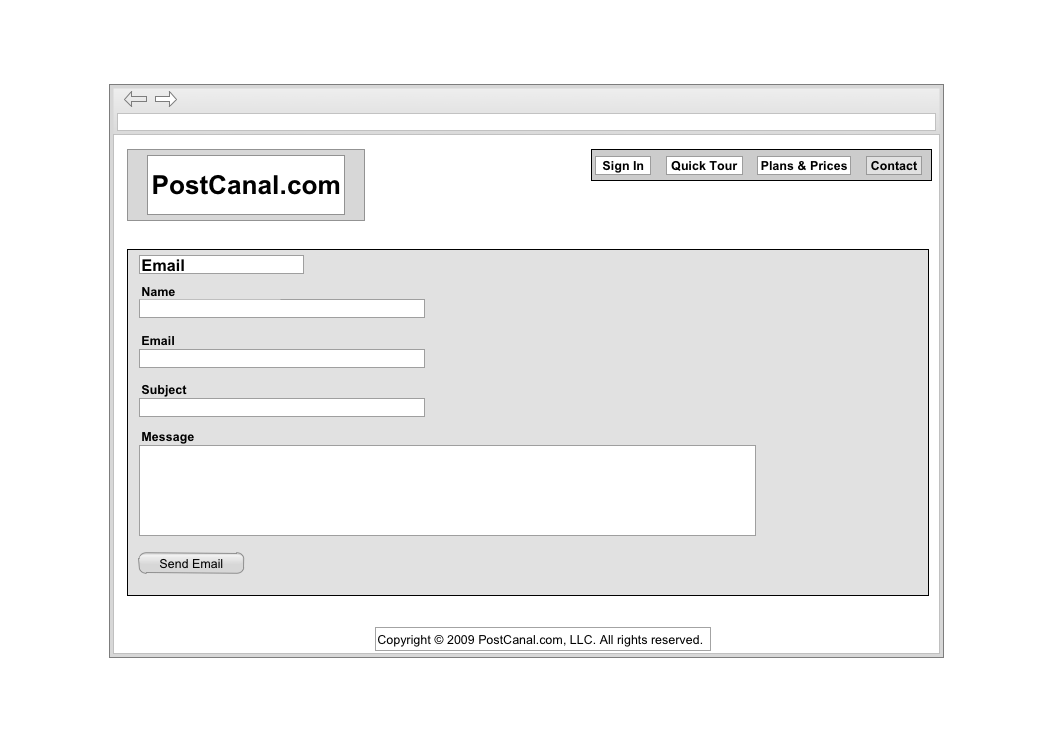 PostCanal.com
Sign In Quick Tour Plans & Prices Contact
Email
Name
Email
Subject
Message
Send Email
Copyright © 2009 PostCanal.com, LLC. All rights reserved.